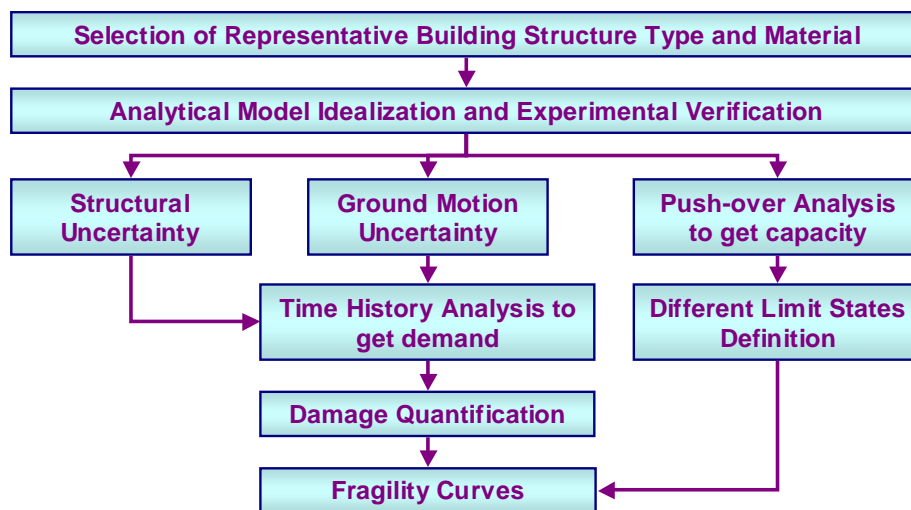 Selection of Representative Building Structure Type and Material
Analytical Model Idealization and Experimental Verification
Structural
Uncertainty
Ground Motion
Uncertainty
Push-over Analysis
to get capacity
Time History Analysis to
get demand
Different Limit States
Definition
Damage Quantification
Fragility Curves